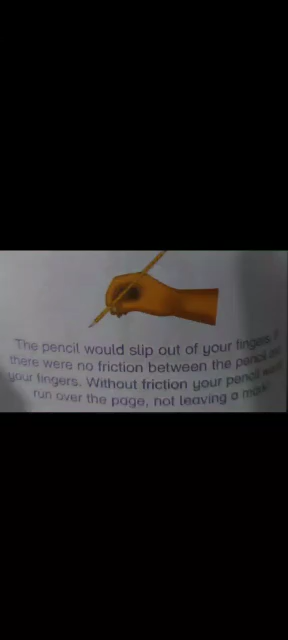 The pencil would slip out of your fingers if
there were no friction between the pencil and
your fingers. Without friction your pencil would
run over the page, not leaving a mark.